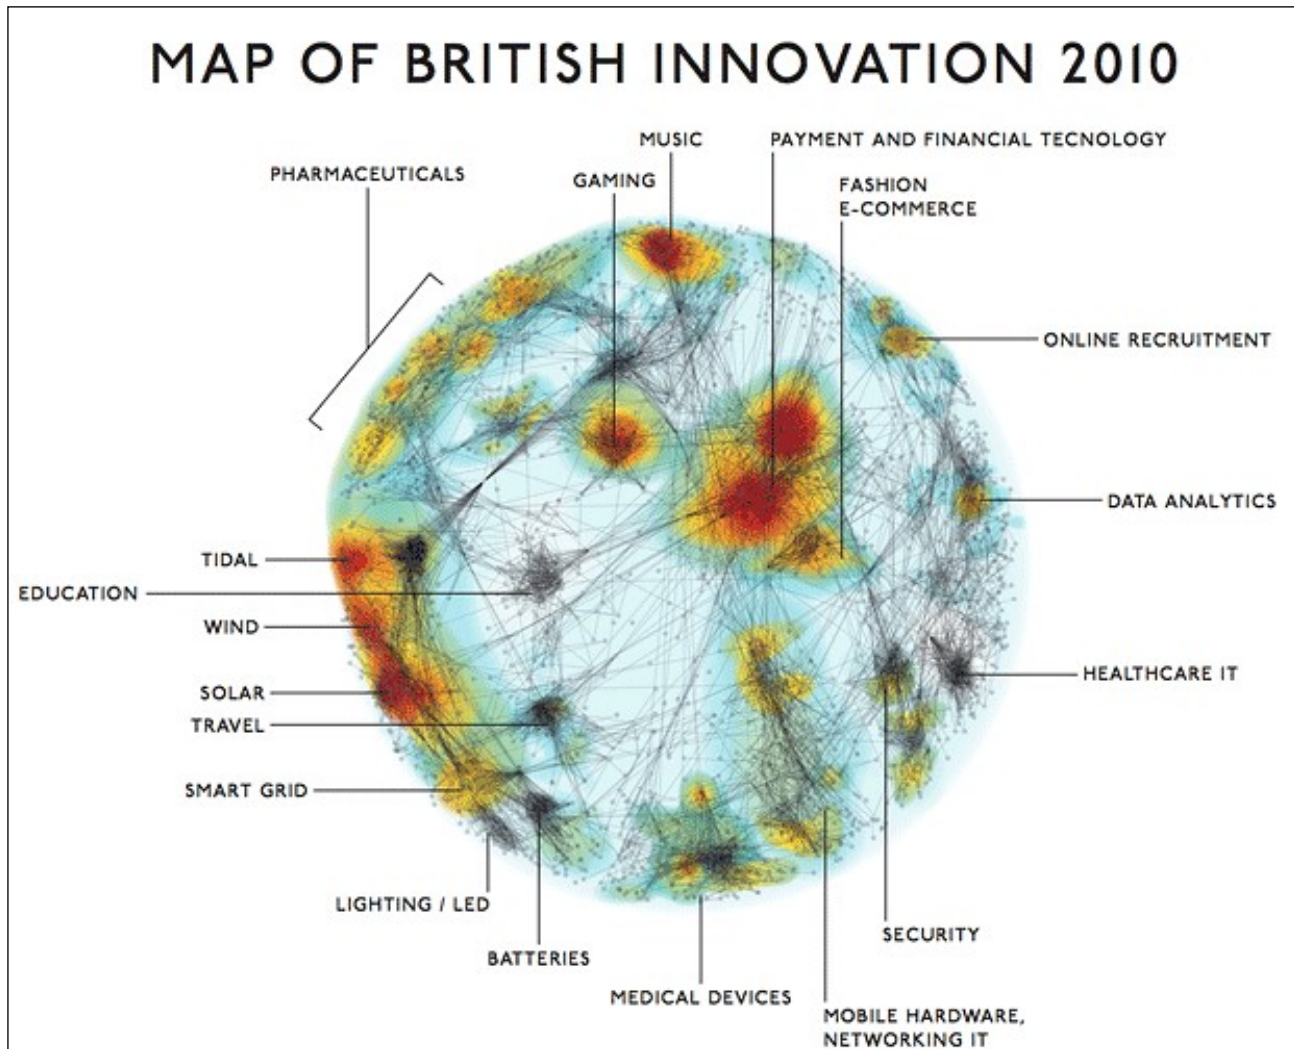 MAP OF BRITISH INNOVATION 2010
MUSIC
PAYMENT AND FINANCIAL TECNOLOGY
PHARMACEUTICALS
GAMING
FASHION
E-COMMERCE
ONLINE RECRUITMENT
DATA ANALYTICS
TIDAL
EDUCATION
WIND
HEALTHCARE IT
SOLAR
TRAVEL
SMART GRID
LIGHTING / LED
SECURITY
BATTERIES
MEDICAL DEVICES
MOBILE HARDWARE,
NETWORKING IT